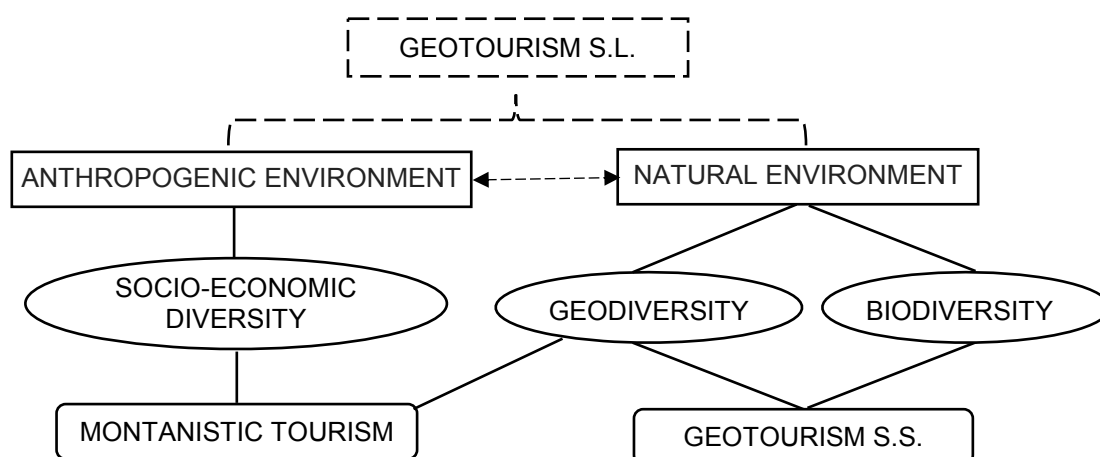 GEOTOURISM S.L.
ANTHROPOGENIC ENVIRONMENT
NATURAL ENVIRONMENT
SOCIO-ECONOMIC
DIVERSITY
GEODIVERSITY
BIODIVERSITY
MONTANISTIC TOURISM
GEOTOURISM S.S.